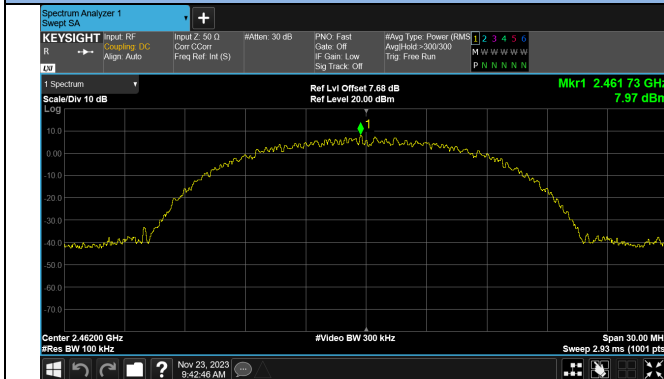 Spectrum Analyzer 1
Swept SA
+
KEYSIGHT
R
LXI
Input: RF
Coupling: DC
Align: Auto
Input Z: 50 Ω
Corr CCorr
Freq Ref: Int (S)
#Atten: 30 dB
PNO: Fast
Gate: Off
IF Gain: Low
Sig Track: Off
#Avg Type: Power (RMS
Avg|Hold:>300/300
Trig: Free Run
1 2 3 4 5 6
M W W W W W
P N N N N N
1 Spectrum
Scale/Div 10 dB
Log
Ref Lvl Offset 7.68 dB
Ref Level 20.00 dBm
Mkr1 2.461 73 GHz
7.97 dBm
1
10.0
0.00
-10.0
-20.0
-30.0
-40.0
-50.0
-60.0
-70.0
Center 2.46200 GHz
#Res BW 100 kHz
#Video BW 300 kHz
Span 30.00 MH
Sweep 2.93 ms (1001 pts
?
Nov 23, 2023
9:42:46 AM